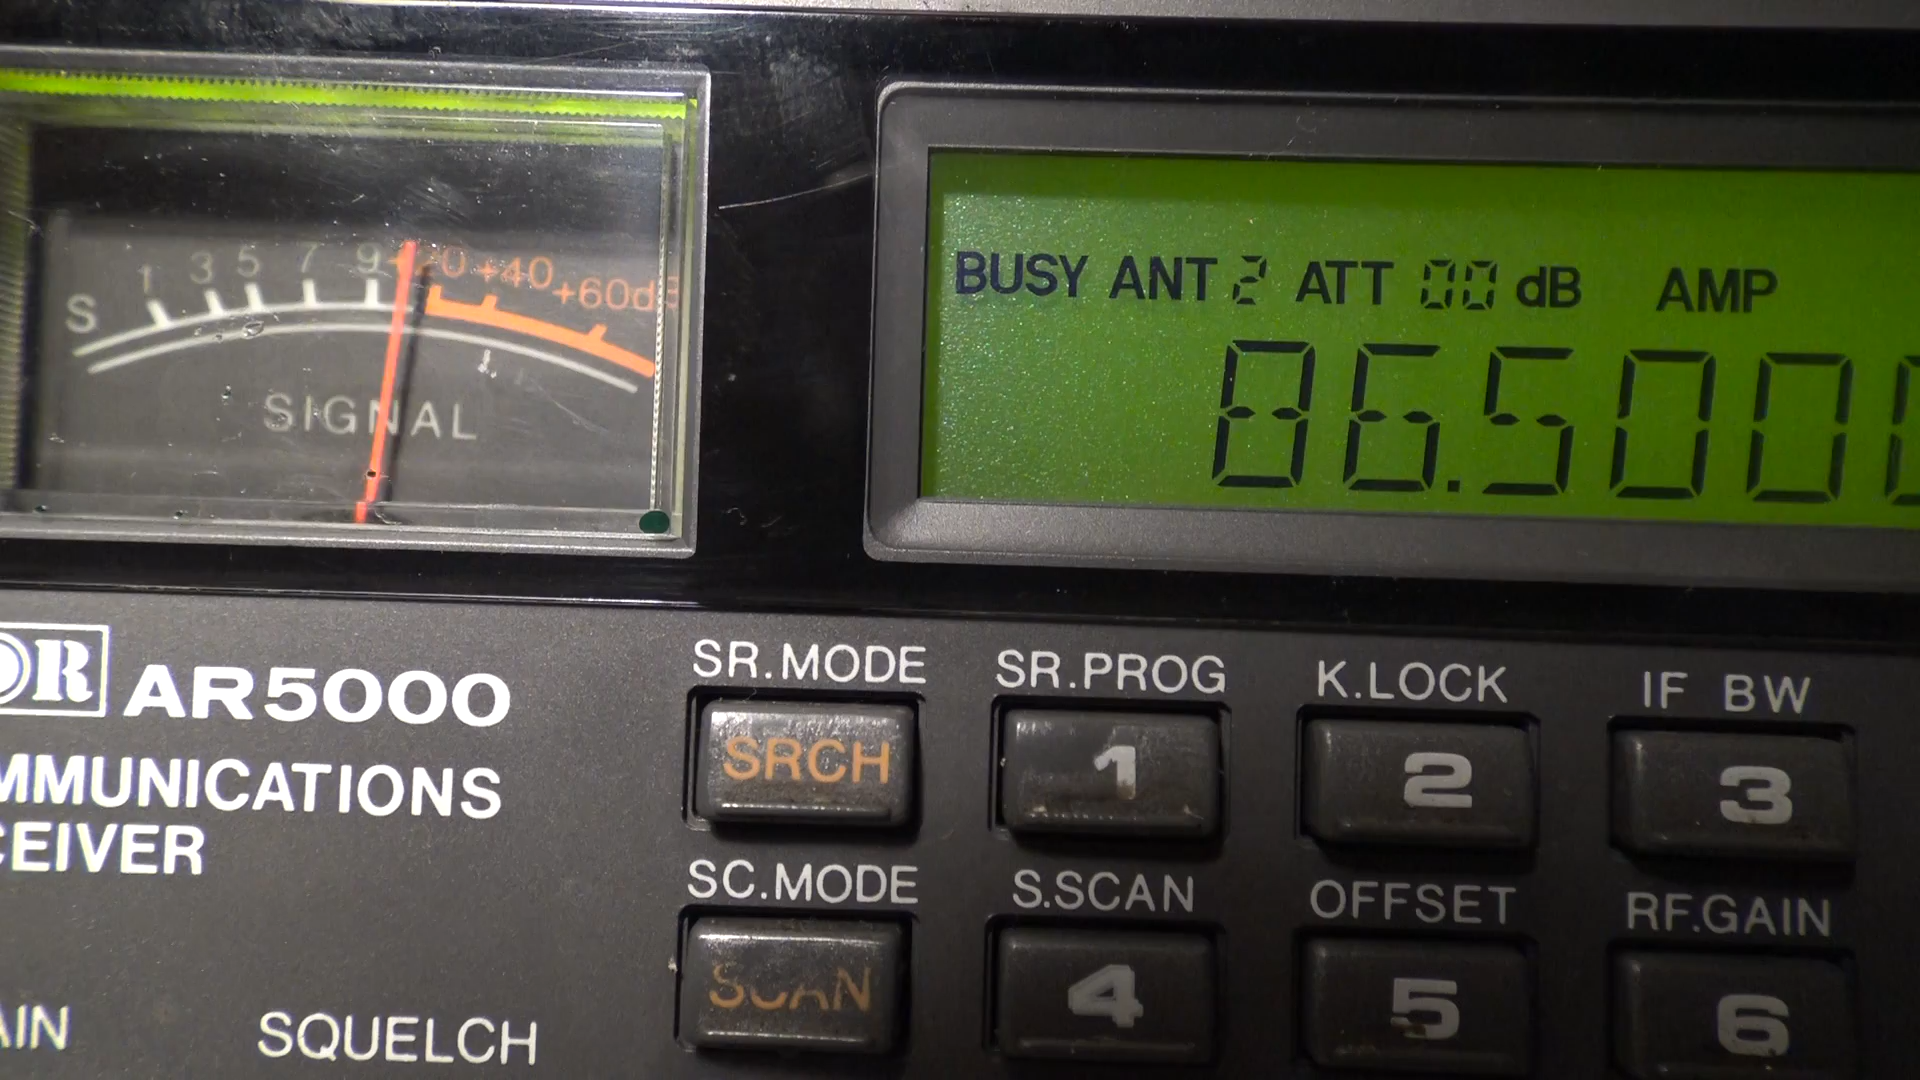 S 1 3 5 7 9 +20 +40 +60dB
SIGNAL
BUSY ANT 2 ATT 00 dB AMP
86.5000
OR AR5000
MMUNICATIONS
CEIVER
AIN SQUELCH
SR.MODE SR.PROG K.LOCK IF BW
SRCH 1 2 3
SC.MODE S.SCAN OFFSET RF.GAIN
SCAN 4 5 6